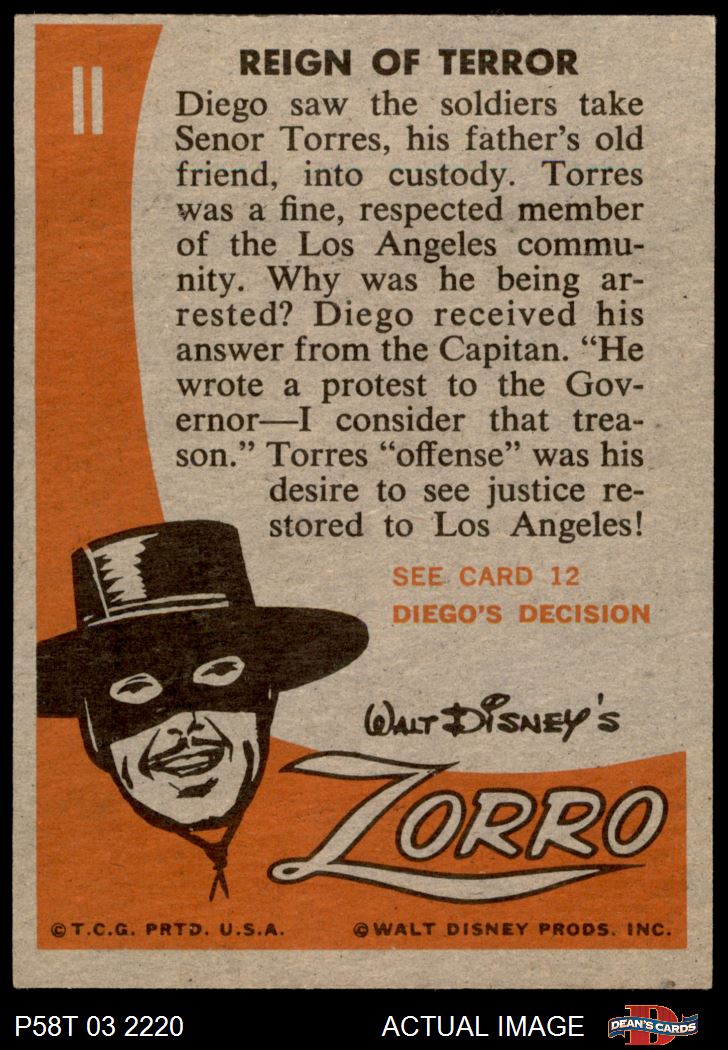 11
REIGN OF TERROR
Diego saw the soldiers take
Senor Torres, his father's old
friend, into custody. Torres
was a fine, respected member
of the Los Angeles commu-
nity. Why was he being ar-
rested? Diego received his
answer from the Capitan. “He
wrote a protest to the Gov-
ernor—I consider that trea-
son.” Torres “offense” was his
desire to see justice re-
stored to Los Angeles!
SEE CARD 12
DIEGO'S DECISION
WALT DISNEY'S
ZORRO
©T.C.G. PRTD. U.S.A.
©WALT DISNEY PRODS. INC.
P58T 03 2220
ACTUAL IMAGE
DEAN'S CARDS